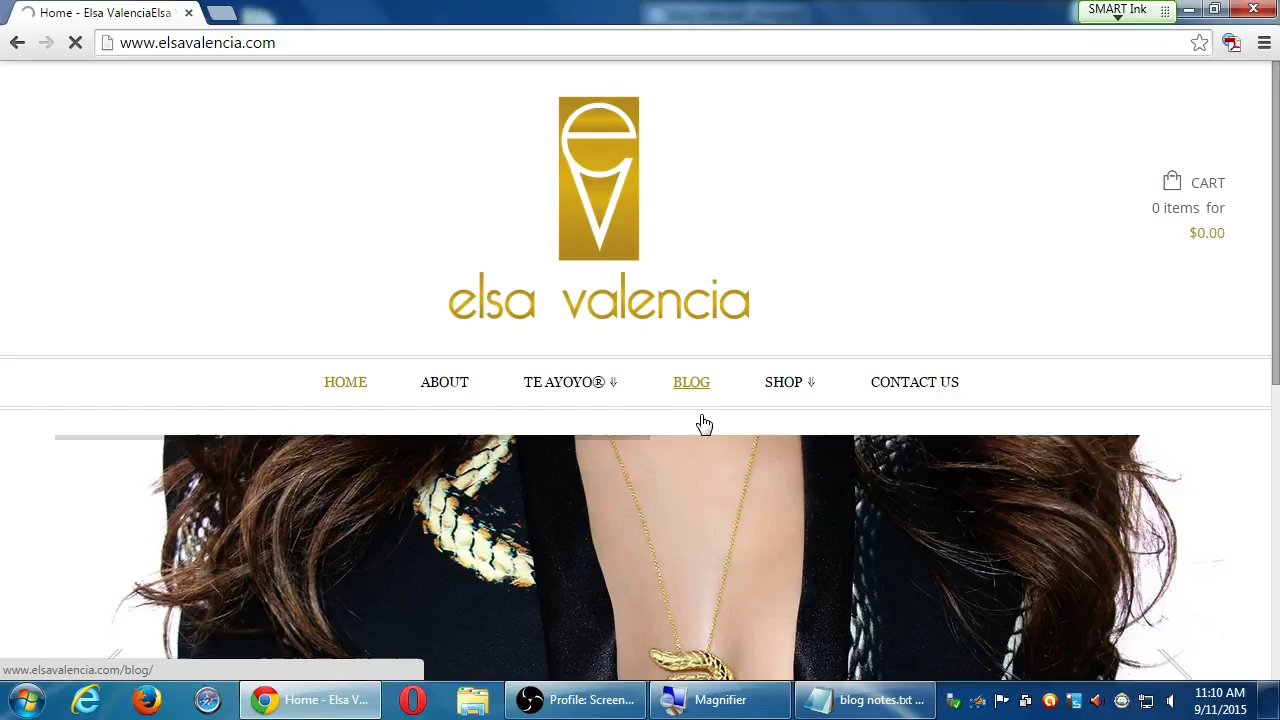 Home - Elsa ValenciaElsa V
SMART Ink
www.elsavalencia.com
ev
elsa valencia
CART
0 items for
$0.00
HOME
ABOUT
TE AYOYO® ⇓
BLOG
SHOP ⇓
CONTACT US
www.elsavalencia.com/blog/
Home - Elsa V...
Profile: Screen...
Magnifier
blog notes.txt ...
11:10 AM
9/11/2015